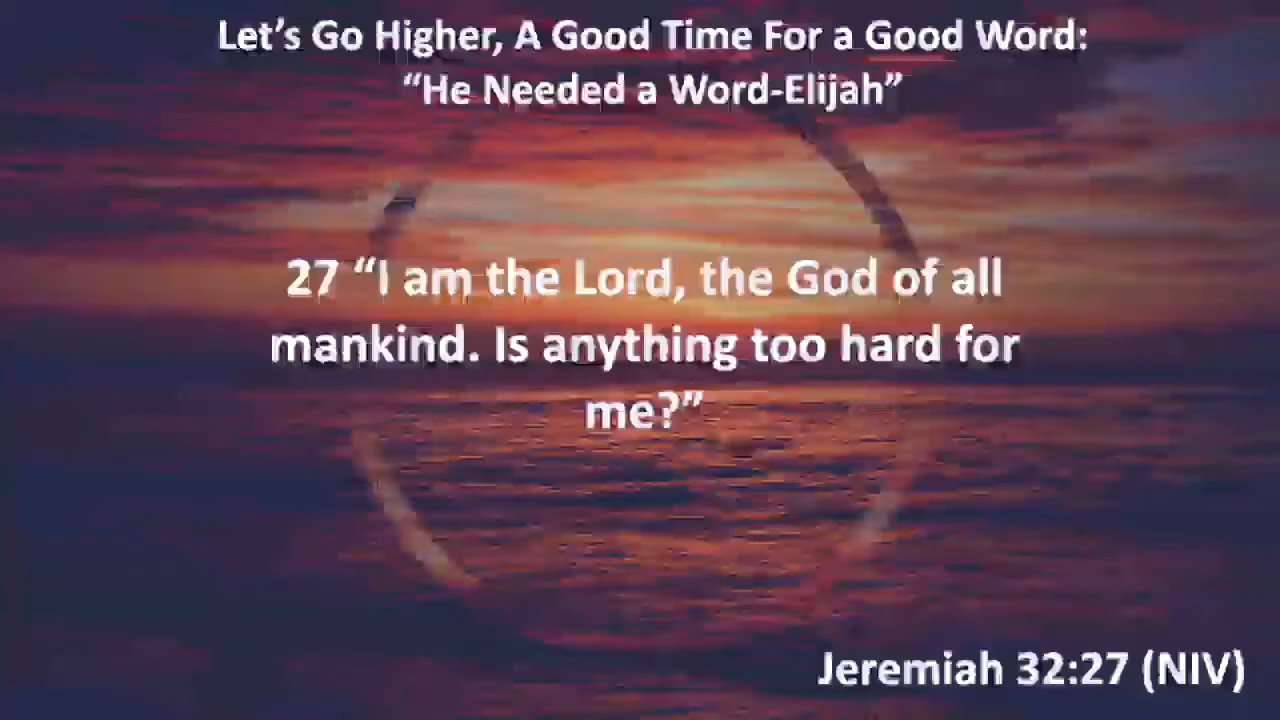 Let’s Go Higher, A Good Time For a Good Word:
“He Needed a Word-Elijah”
27 “I am the Lord, the God of all
mankind. Is anything too hard for
me?”
Jeremiah 32:27 (NIV)